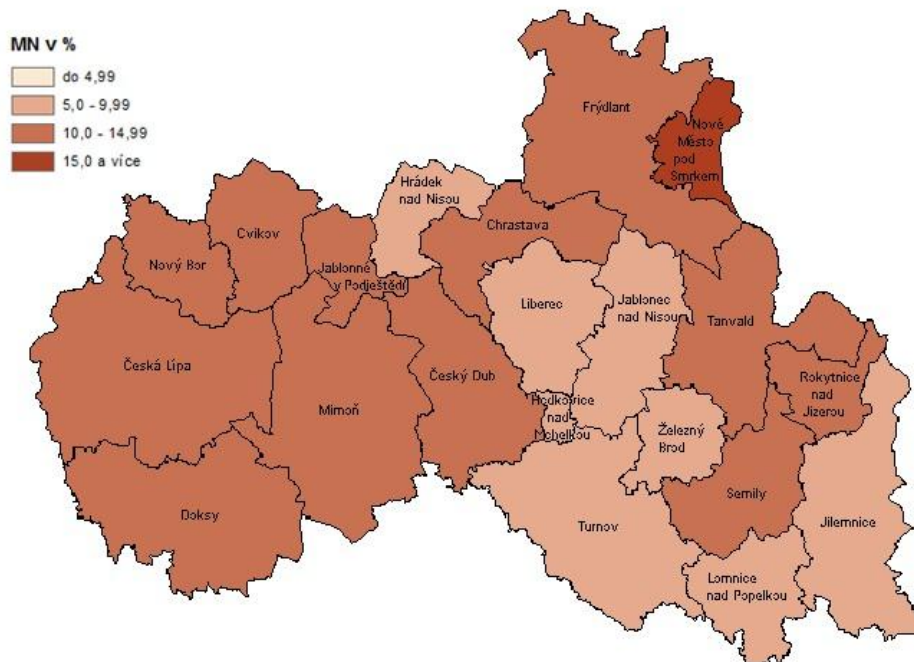 MN v %
do 4,99
5,0 - 9,99
10,0 - 14,99
15,0 a více
Frýdlant
Nové
Město
pod
Smrkem
Hrádek
nad Nisou
Chrastava
Cvikov
Nový Bor
Jablonné
v Podještědí
Liberec
Jablonec
nad Nisou
Tanvald
Česká Lípa
Mimoň
Český Dub
Rokytnice
nad
Jizerou
Hodkovice
nad
Mohelkou
Železný
Brod
Semily
Doksy
Turnov
Jilemnice
Lomnice
nad Popelkou